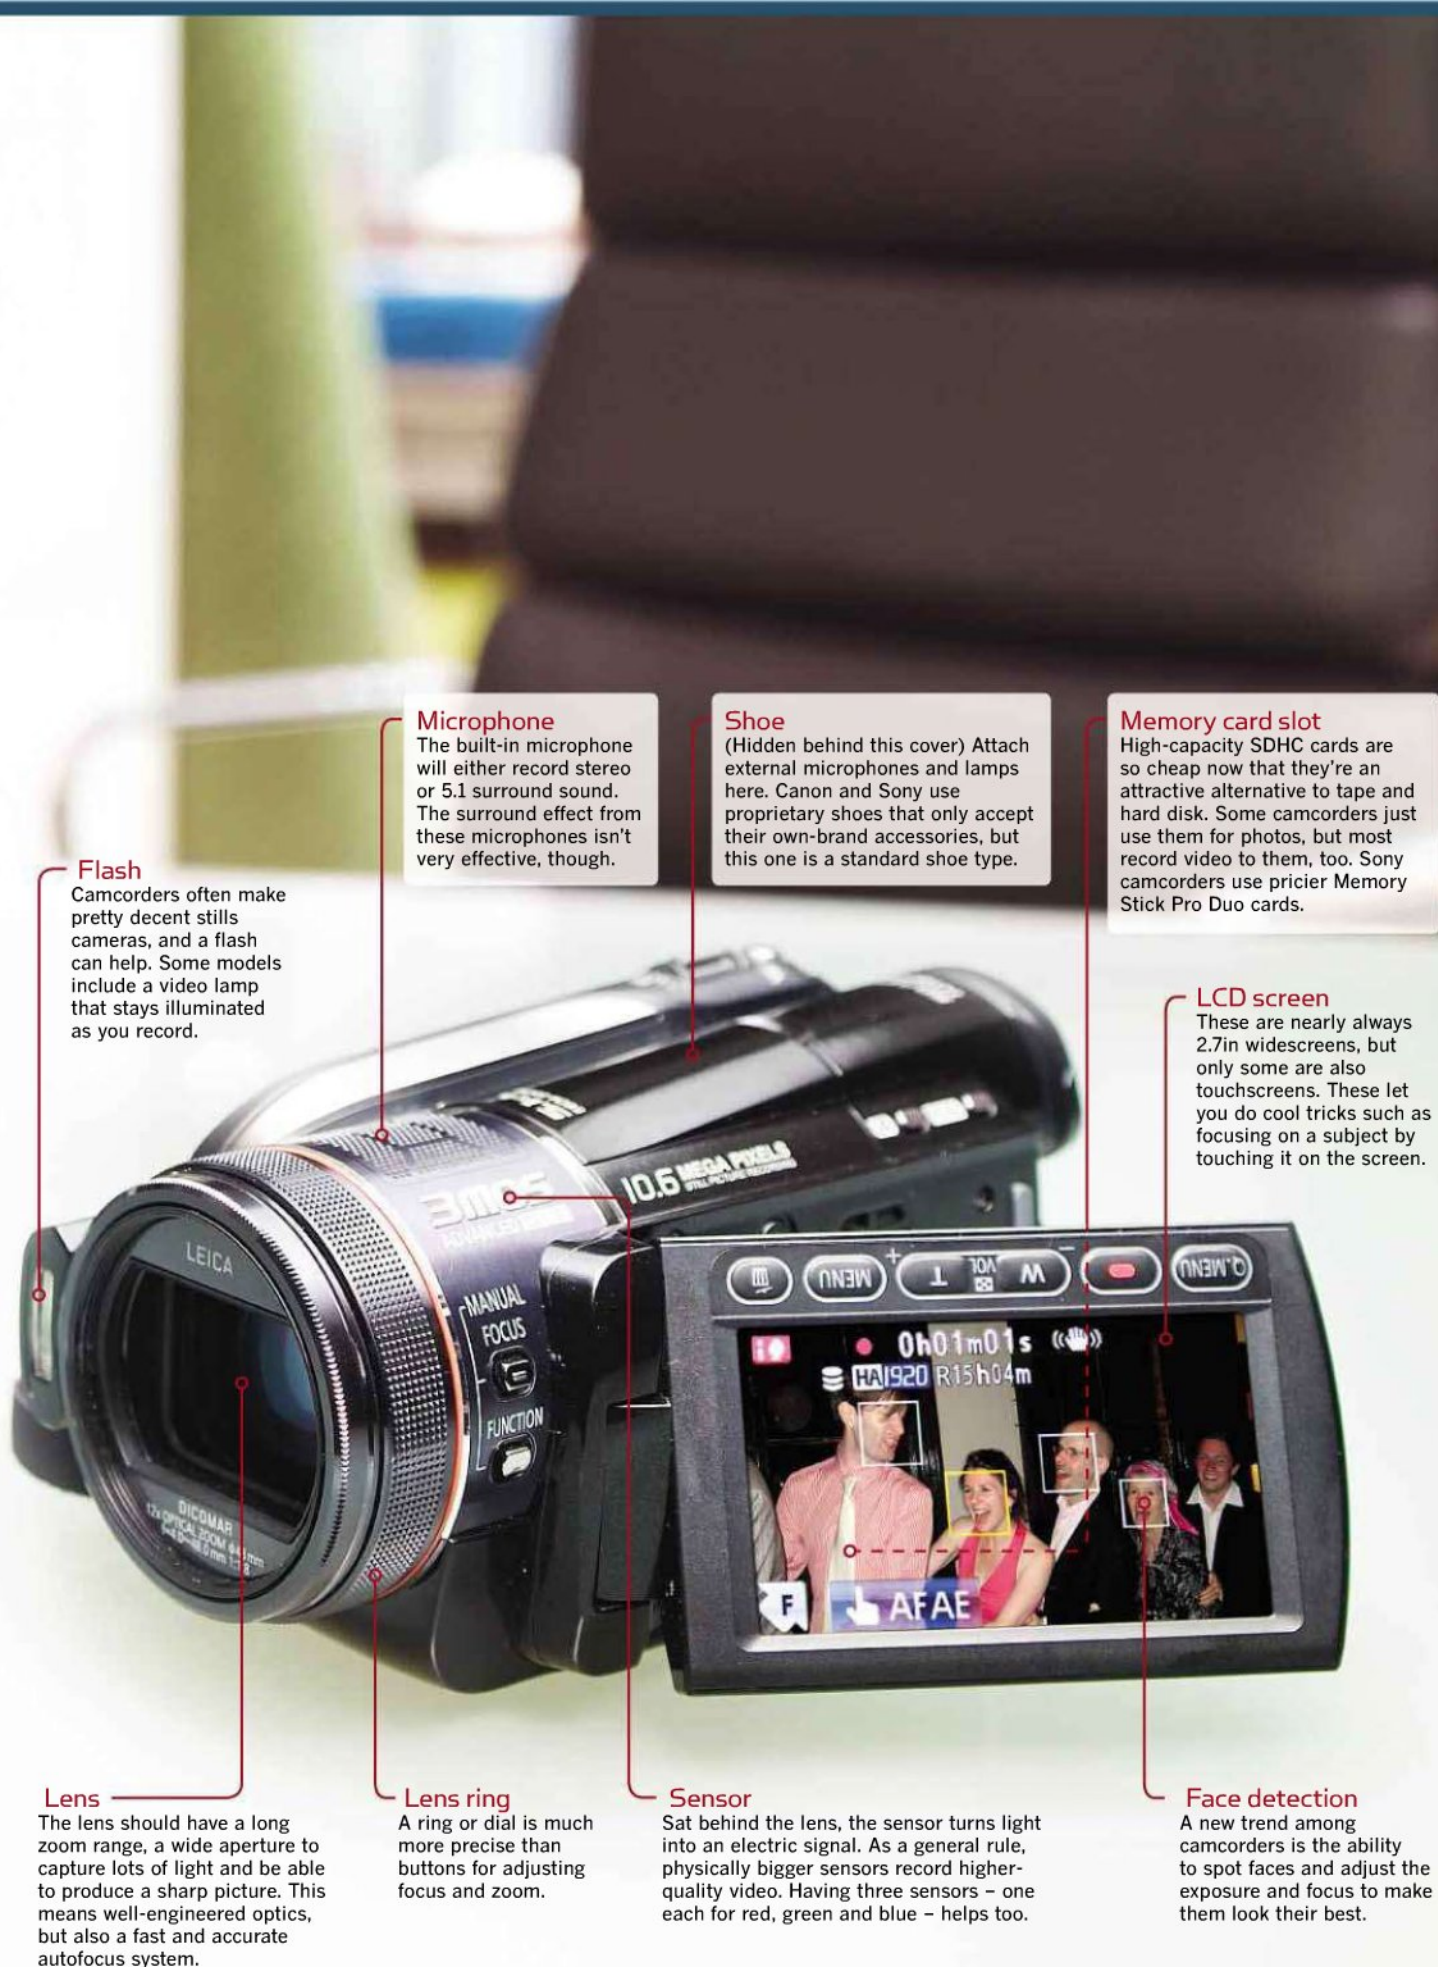 Microphone
The built-in microphone
will either record stereo
or 5.1 surround sound.
The surround effect from
these microphones isn't
very effective, though.
Shoe
(Hidden behind this cover) Attach
external microphones and lamps
here. Canon and Sony use
proprietary shoes that only accept
their own-brand accessories, but
this one is a standard shoe type.
Memory card slot
High-capacity SDHC cards are
so cheap now that they're an
attractive alternative to tape and
hard disk. Some camcorders just
use them for photos, but most
record video to them, too. Sony
camcorders use pricier Memory
Stick Pro Duo cards.
Flash
Camcorders often make
pretty decent stills
cameras, and a flash
can help. Some models
include a video lamp
that stays illuminated
as you record.
LCD screen
These are nearly always
2.7in widescreens, but
only some are also
touchscreens. These let
you do cool tricks such as
focusing on a subject by
touching it on the screen.
10.6 MEGA PIXELS
STILL PICTURE RECORDING
3MOS
ADVANCED
LEICA
MANUAL
FOCUS
FUNCTION
DICOMAR
12x OPTICAL ZOOM
MENU
T VOL W
Q.MENU
0h01m01s
HA1920 R15h04m
F
AF AE
Lens
The lens should have a long
zoom range, a wide aperture to
capture lots of light and be able
to produce a sharp picture. This
means well-engineered optics,
but also a fast and accurate
autofocus system.
Lens ring
A ring or dial is much
more precise than
buttons for adjusting
focus and zoom.
Sensor
Sat behind the lens, the sensor turns light
into an electric signal. As a general rule,
physically bigger sensors record higher-
quality video. Having three sensors – one
each for red, green and blue – helps too.
Face detection
A new trend among
camcorders is the ability
to spot faces and adjust the
exposure and focus to make
them look their best.